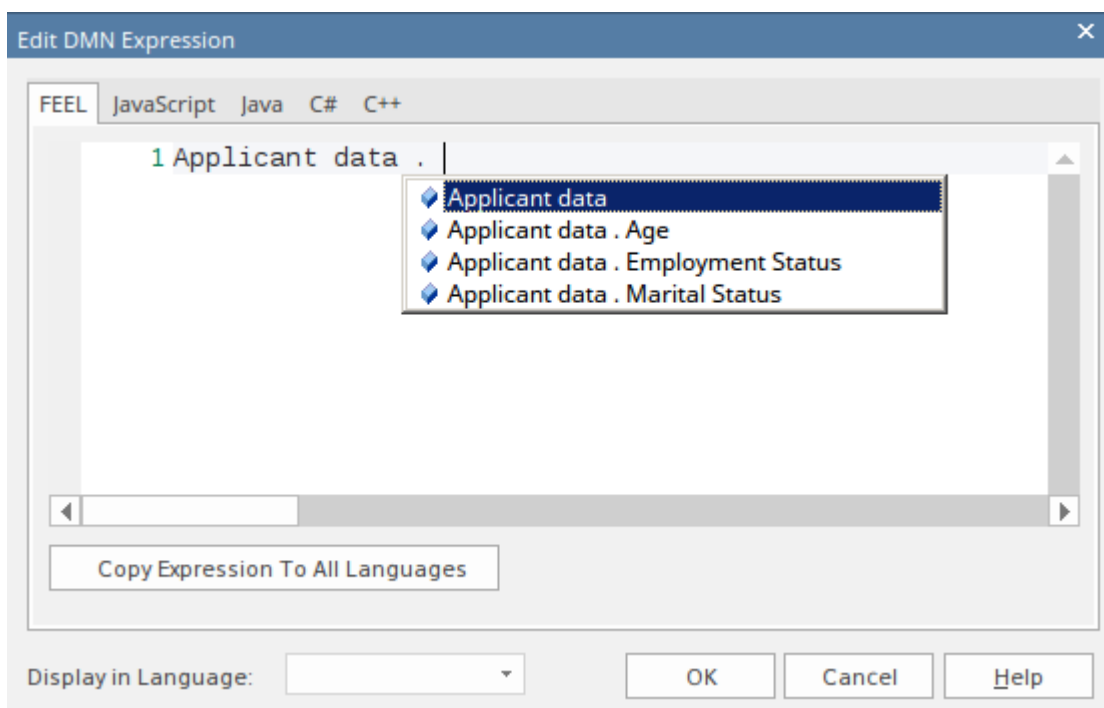 Edit DMN Expression
FEEL JavaScript Java C# C++
1 Applicant data .
Applicant data
Applicant data . Age
Applicant data . Employment Status
Applicant data . Marital Status
Copy Expression To All Languages
Display in Language: OK Cancel Help